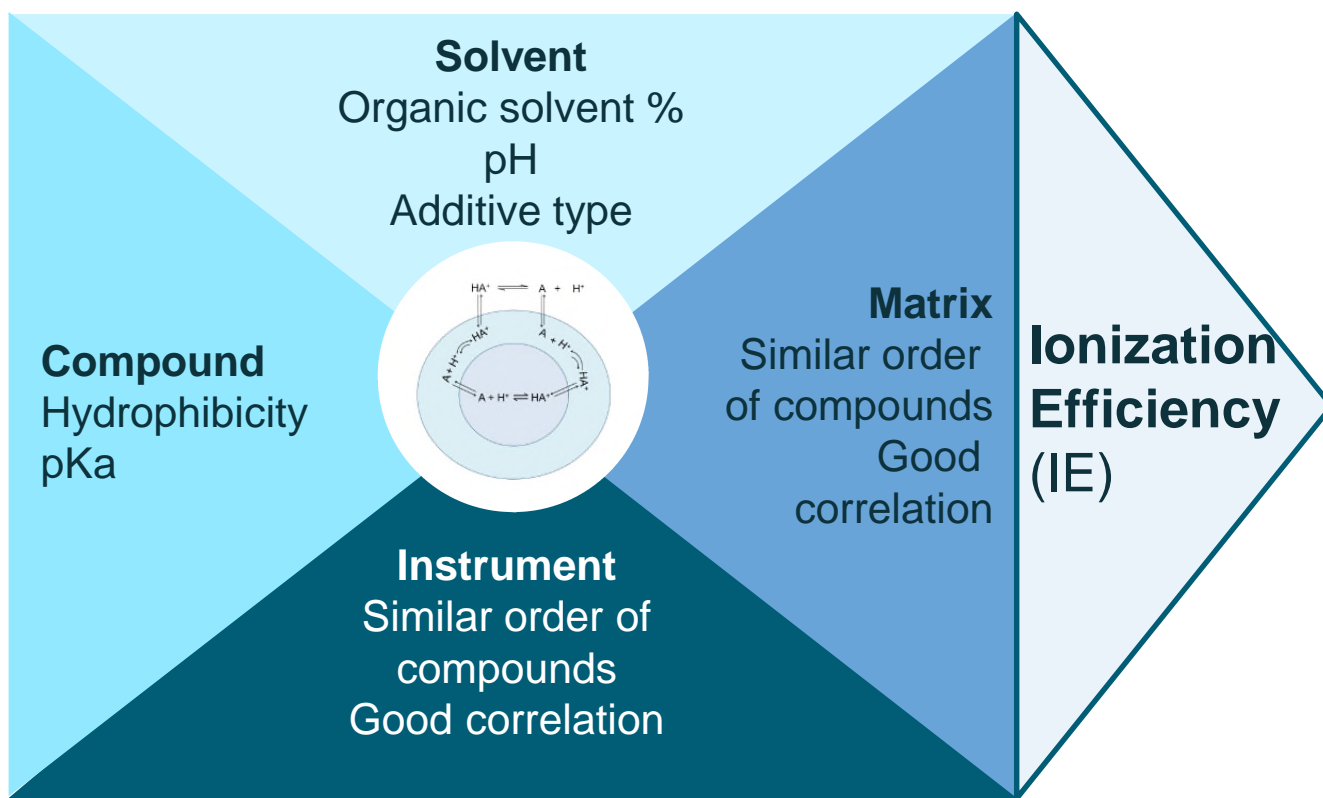 Solvent
Organic solvent %
pH
Additive type
HA⁺ ⇌ A + H⁺
HA⁺
A + H⁺
A + H⁺
HA⁺
A + H⁺ ⇌ HA⁺
Compound
Hydrophibicity
pKa
Matrix
Similar order
of compounds
Good
correlation
Ionization
Efficiency
(IE)
Instrument
Similar order of
compounds
Good correlation